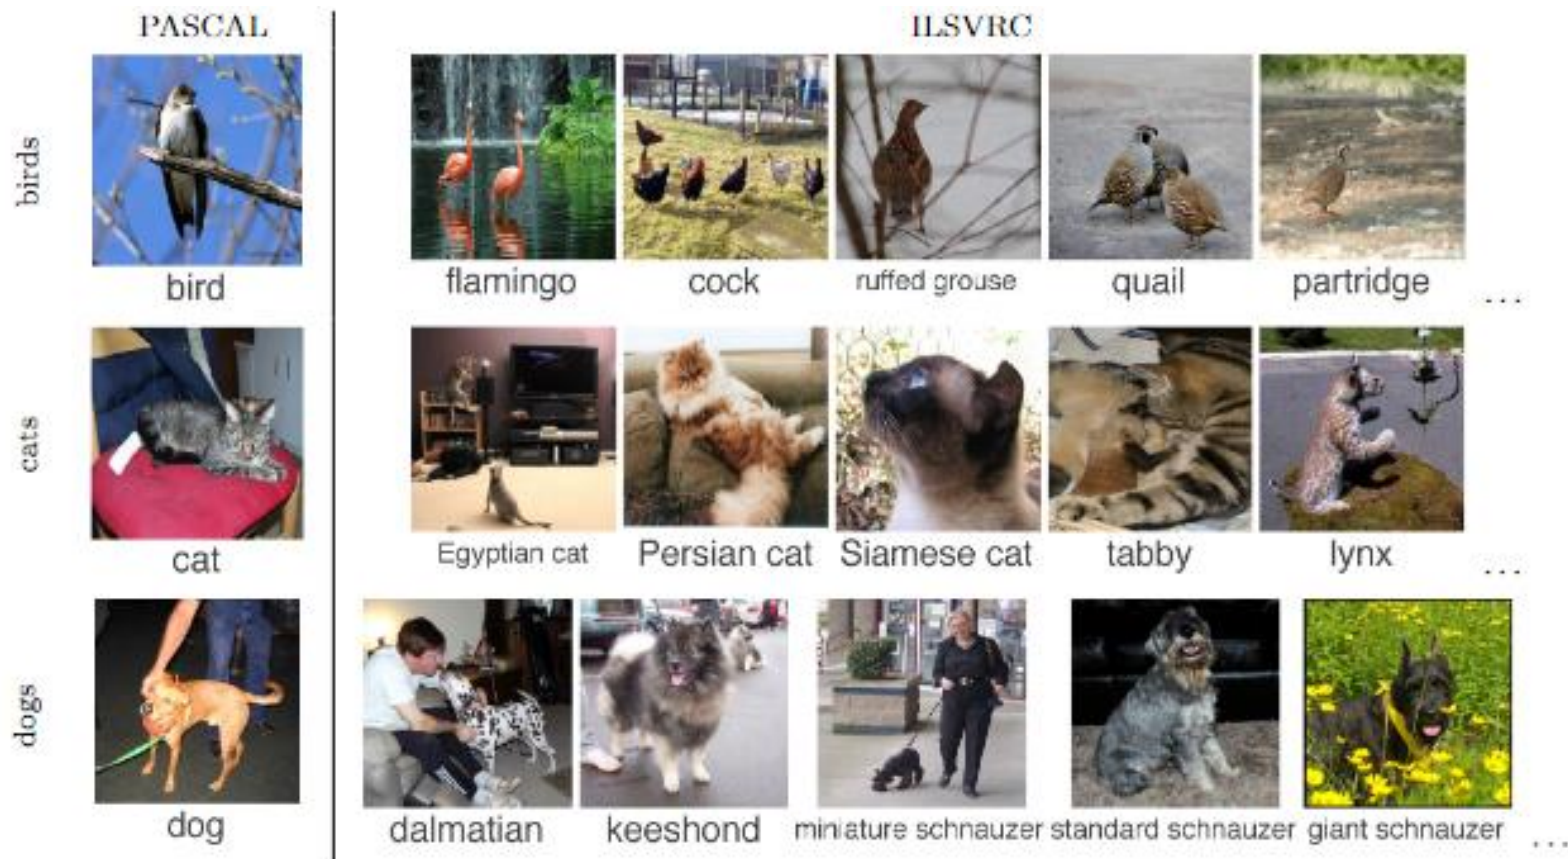 PASCAL
ILSVRC
birds
bird
flamingo
cock
ruffed grouse
quail
partridge
...
cats
cat
Egyptian cat
Persian cat
Siamese cat
tabby
lynx
...
dogs
dog
dalmatian
keeshond
miniature schnauzer
standard schnauzer
giant schnauzer
...